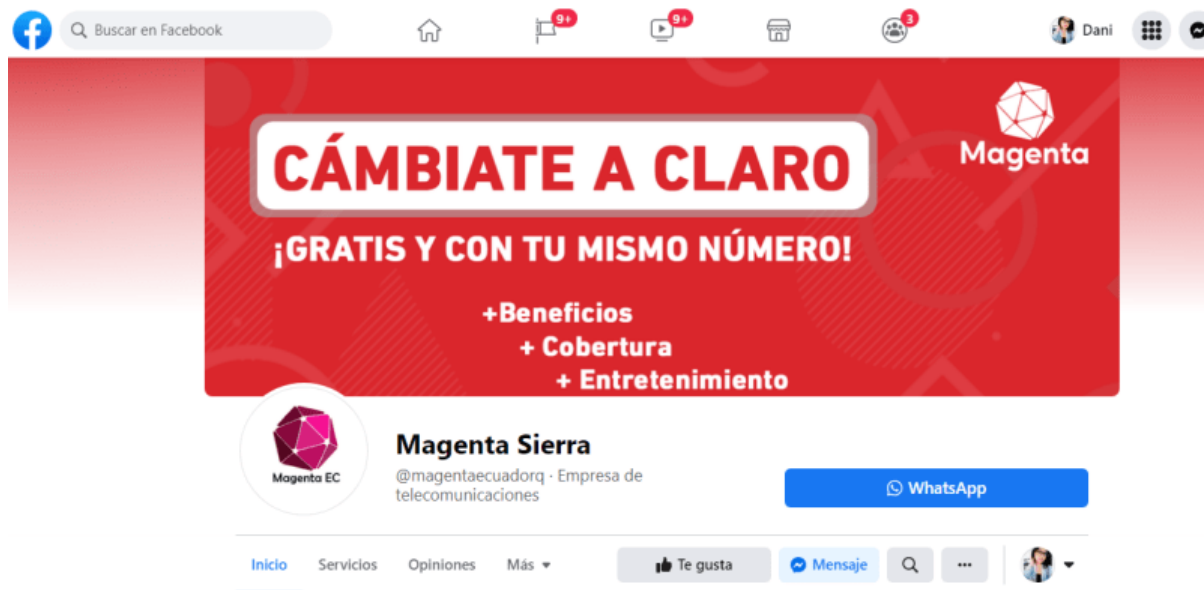 Buscar en Facebook
9+
9+
3
Dani
Magenta
CÁMBIATE A CLARO
¡GRATIS Y CON TU MISMO NÚMERO!
+Beneficios
+ Cobertura
+ Entretenimiento
Magenta EC
Magenta Sierra
@magentaecuadorq · Empresa de
telecomunicaciones
WhatsApp
Inicio Servicios Opiniones Más
Te gusta Mensaje